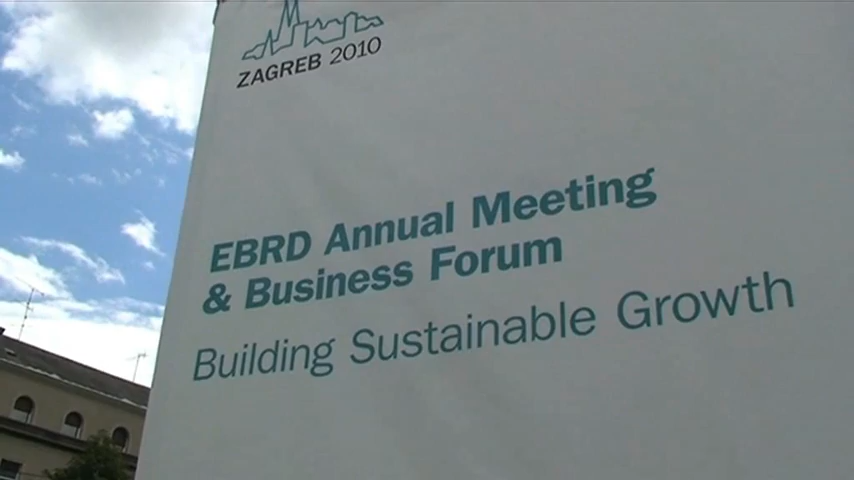 ZAGREB 2010
EBRD Annual Meeting
& Business Forum
Building Sustainable Growth